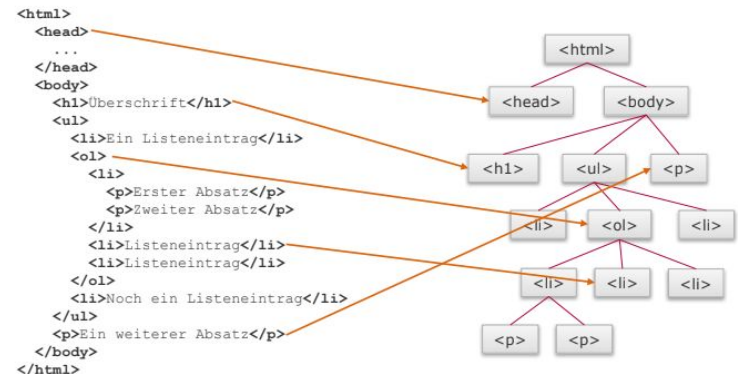 <html>
<head>
...
</head>
<body>
<h1>Überschrift</h1>
<ul>
<li>Ein Listeneintrag</li>
<ol>
<li>
<p>Erster Absatz</p>
<p>Zweiter Absatz</p>
</li>
<li>Listeneintrag</li>
<li>Listeneintrag</li>
</ol>
<li>Noch ein Listeneintrag</li>
</ul>
<p>Ein weiterer Absatz</p>
</body>
</html>
<html>
<head> <body>
<h1> <ul> <p>
<li> <ol> <li>
<li> <li> <li>
<p> <p>